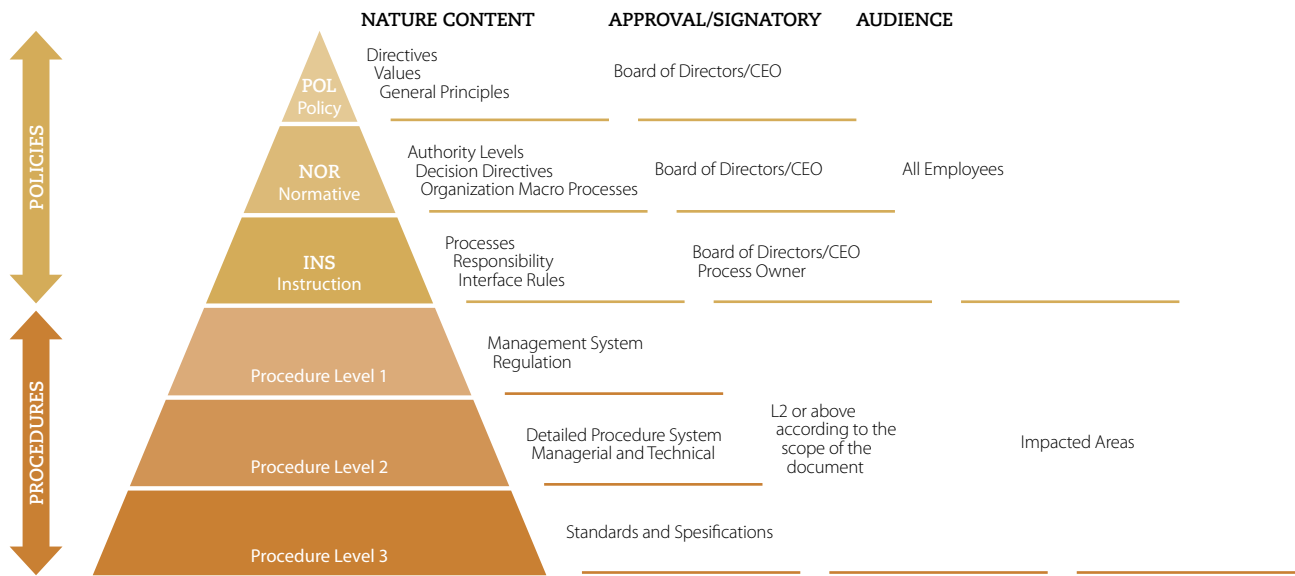 NATURE CONTENT
APPROVAL/SIGNATORY
AUDIENCE
POLICIES
POL
Policy
Directives
Values
General Principles
Board of Directors/CEO
NOR
Normative
Authority Levels
Decision Directives
Organization Macro Processes
Board of Directors/CEO
All Employees
INS
Instruction
Processes
Responsibility
Interface Rules
Board of Directors/CEO
Process Owner
PROCEDURES
Procedure Level 1
Management System
Regulation
Procedure Level 2
Detailed Procedure System
Managerial and Technical
L2 or above
according to the
scope of the
document
Impacted Areas
Procedure Level 3
Standards and Spesifications